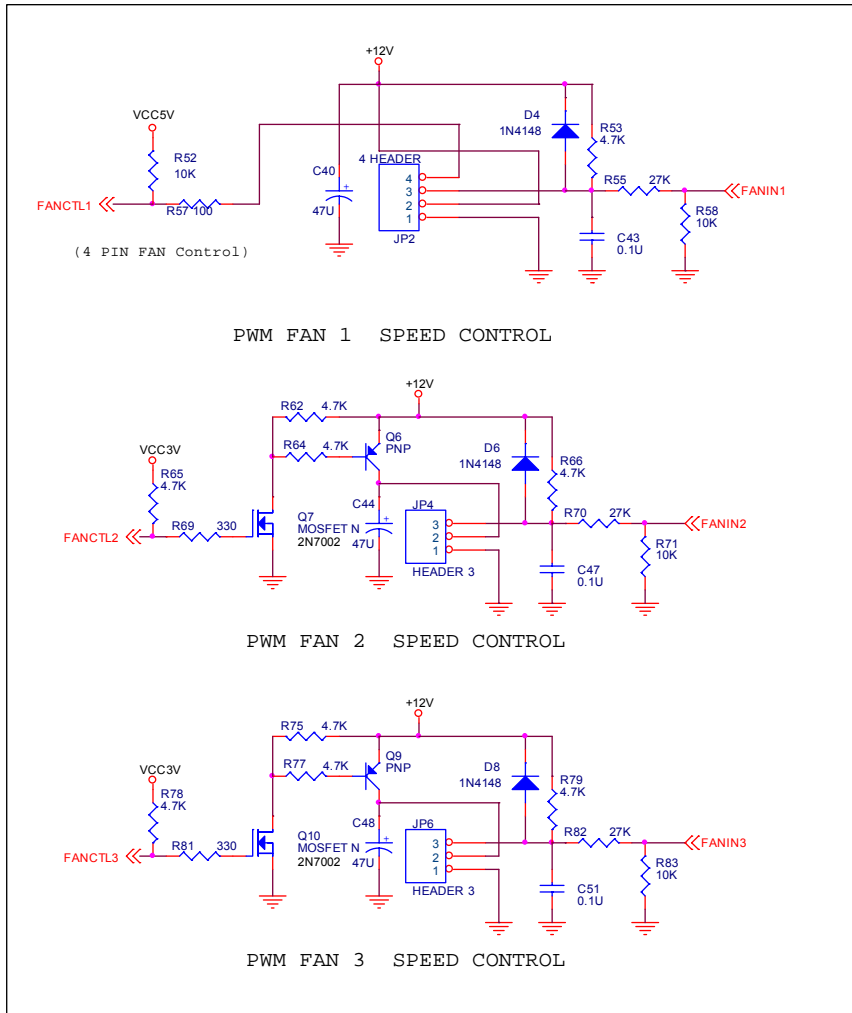 +12V
VCC5V
D4
1N4148
R53
4.7K
R52
10K
C40
4 HEADER
R55 27K
4
3
2
1
FANCTL1
R57 100
47U
FANIN1
R58
10K
C43
0.1U
JP2
(4 PIN FAN Control)
PWM FAN 1 SPEED CONTROL
+12V
R62 4.7K
Q6
PNP
R64 4.7K
D6
1N4148
R66
4.7K
VCC3V
R65
4.7K
C44
JP4
Q7
MOSFET N
2N7002
47U
3
2
1
R70 27K
FANCTL2
R69 330
FANIN2
R71
10K
C47
0.1U
HEADER 3
PWM FAN 2 SPEED CONTROL
+12V
R75 4.7K
Q9
PNP
R77 4.7K
D8
1N4148
R79
4.7K
VCC3V
R78
4.7K
C48
JP6
Q10
MOSFET N
2N7002
47U
3
2
1
R82 27K
FANCTL3
R81 330
FANIN3
R83
10K
C51
0.1U
HEADER 3
PWM FAN 3 SPEED CONTROL